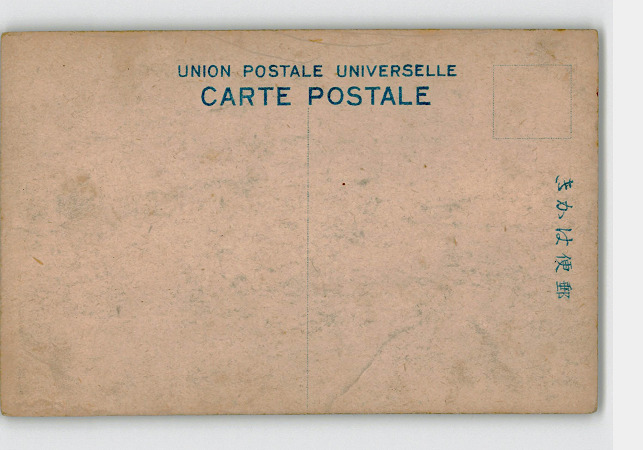 UNION POSTALE UNIVERSELLE
CARTE POSTALE
きかは便郵